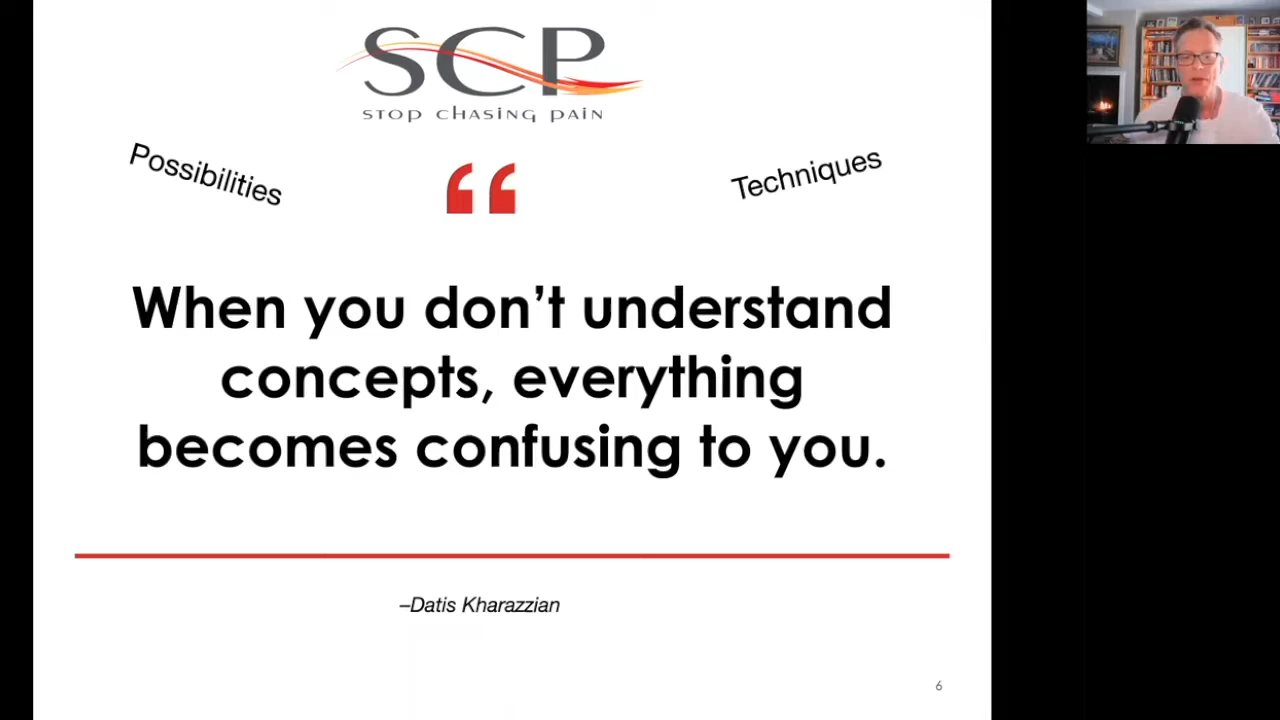 SCP
stop chasing pain
Possibilities
Techniques
“
When you don’t understand
concepts, everything
becomes confusing to you.
–Datis Kharazzian
6